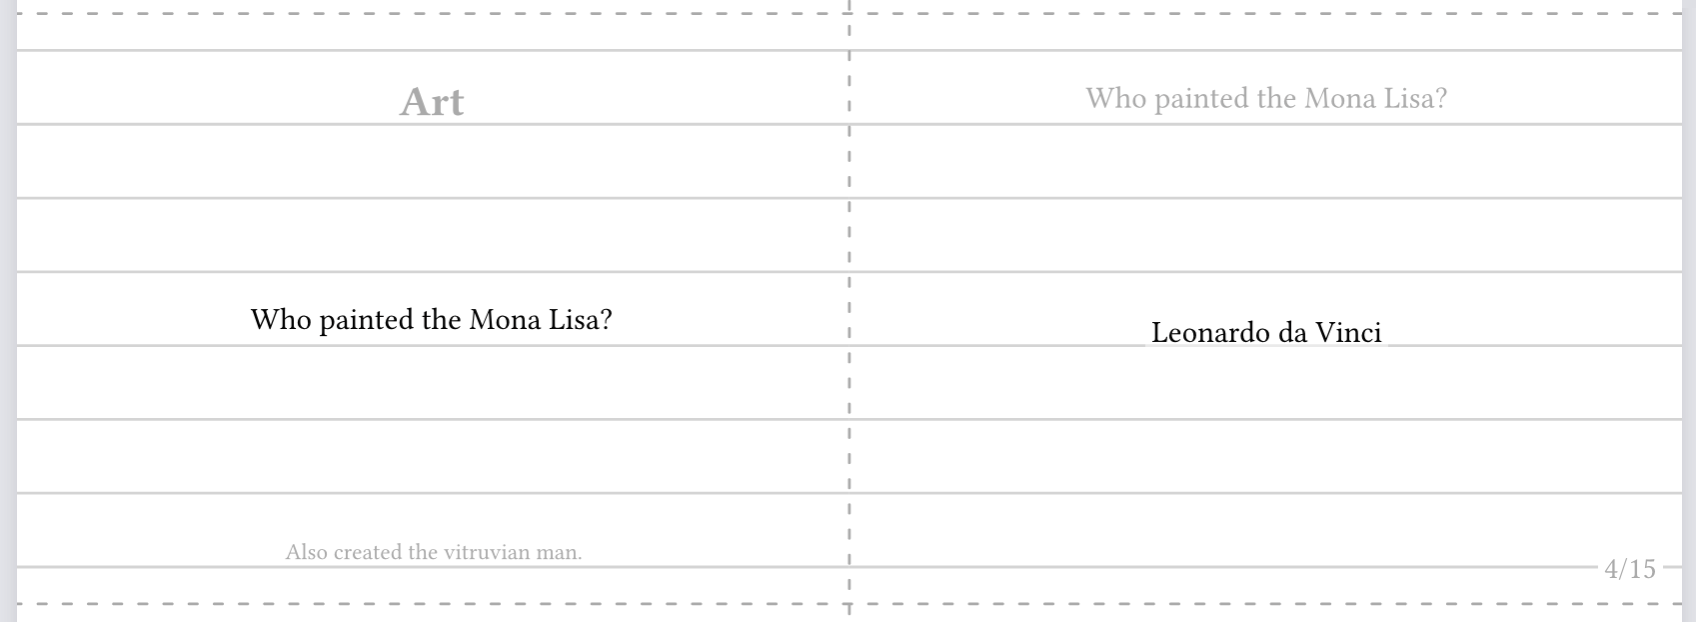 Art
Who painted the Mona Lisa?
Also created the vitruvian man.
Who painted the Mona Lisa?
Leonardo da Vinci
4/15